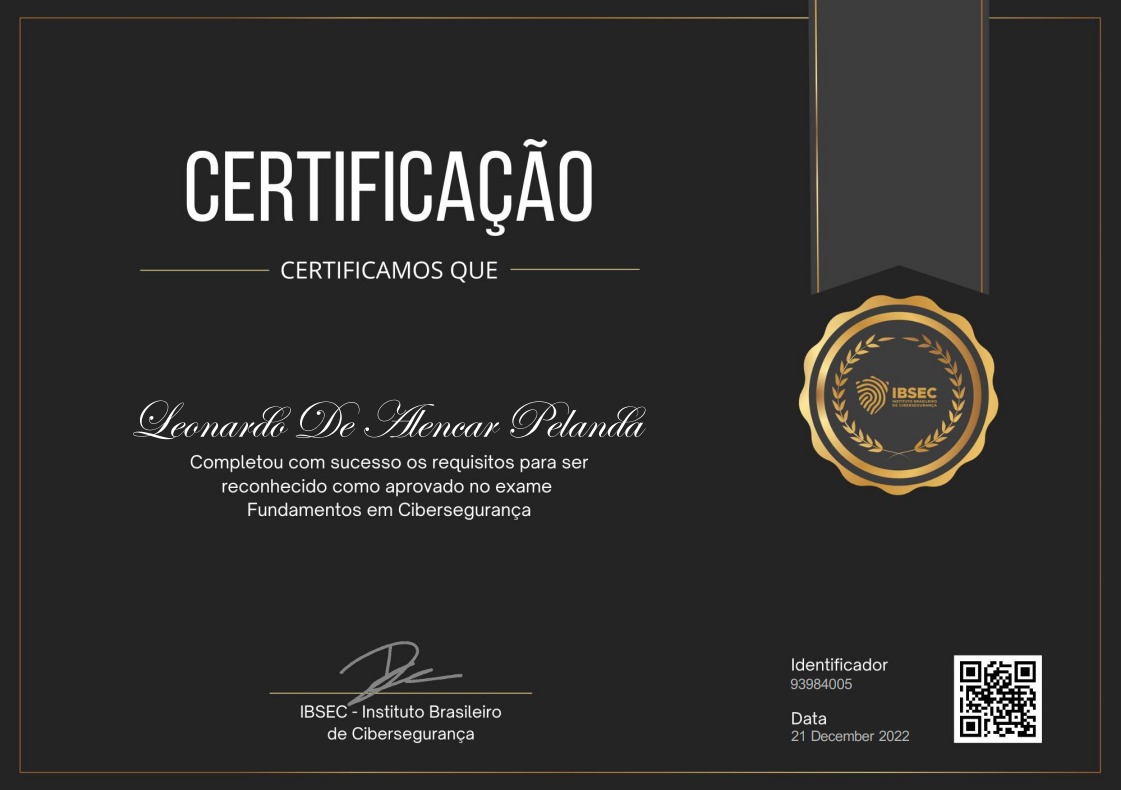 CERTIFICAÇÃO
CERTIFICAMOS QUE
Leonardo De Alencar Pelanda
Completou com sucesso os requisitos para ser
reconhecido como aprovado no exame
Fundamentos em Cibersegurança
IBSEC
INSTITUTO BRASILEIRO
DE CIBERSEGURANÇA
IBSEC - Instituto Brasileiro
de Cibersegurança
Identificador
93984005
Data
21 December 2022